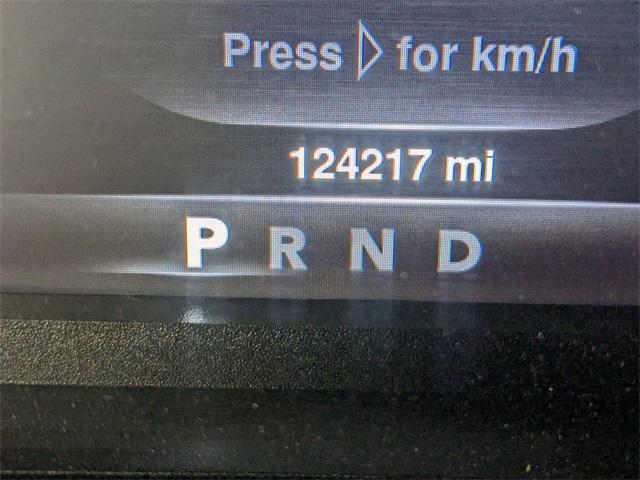 Press ▷ for km/h
124217 mi
P R N D